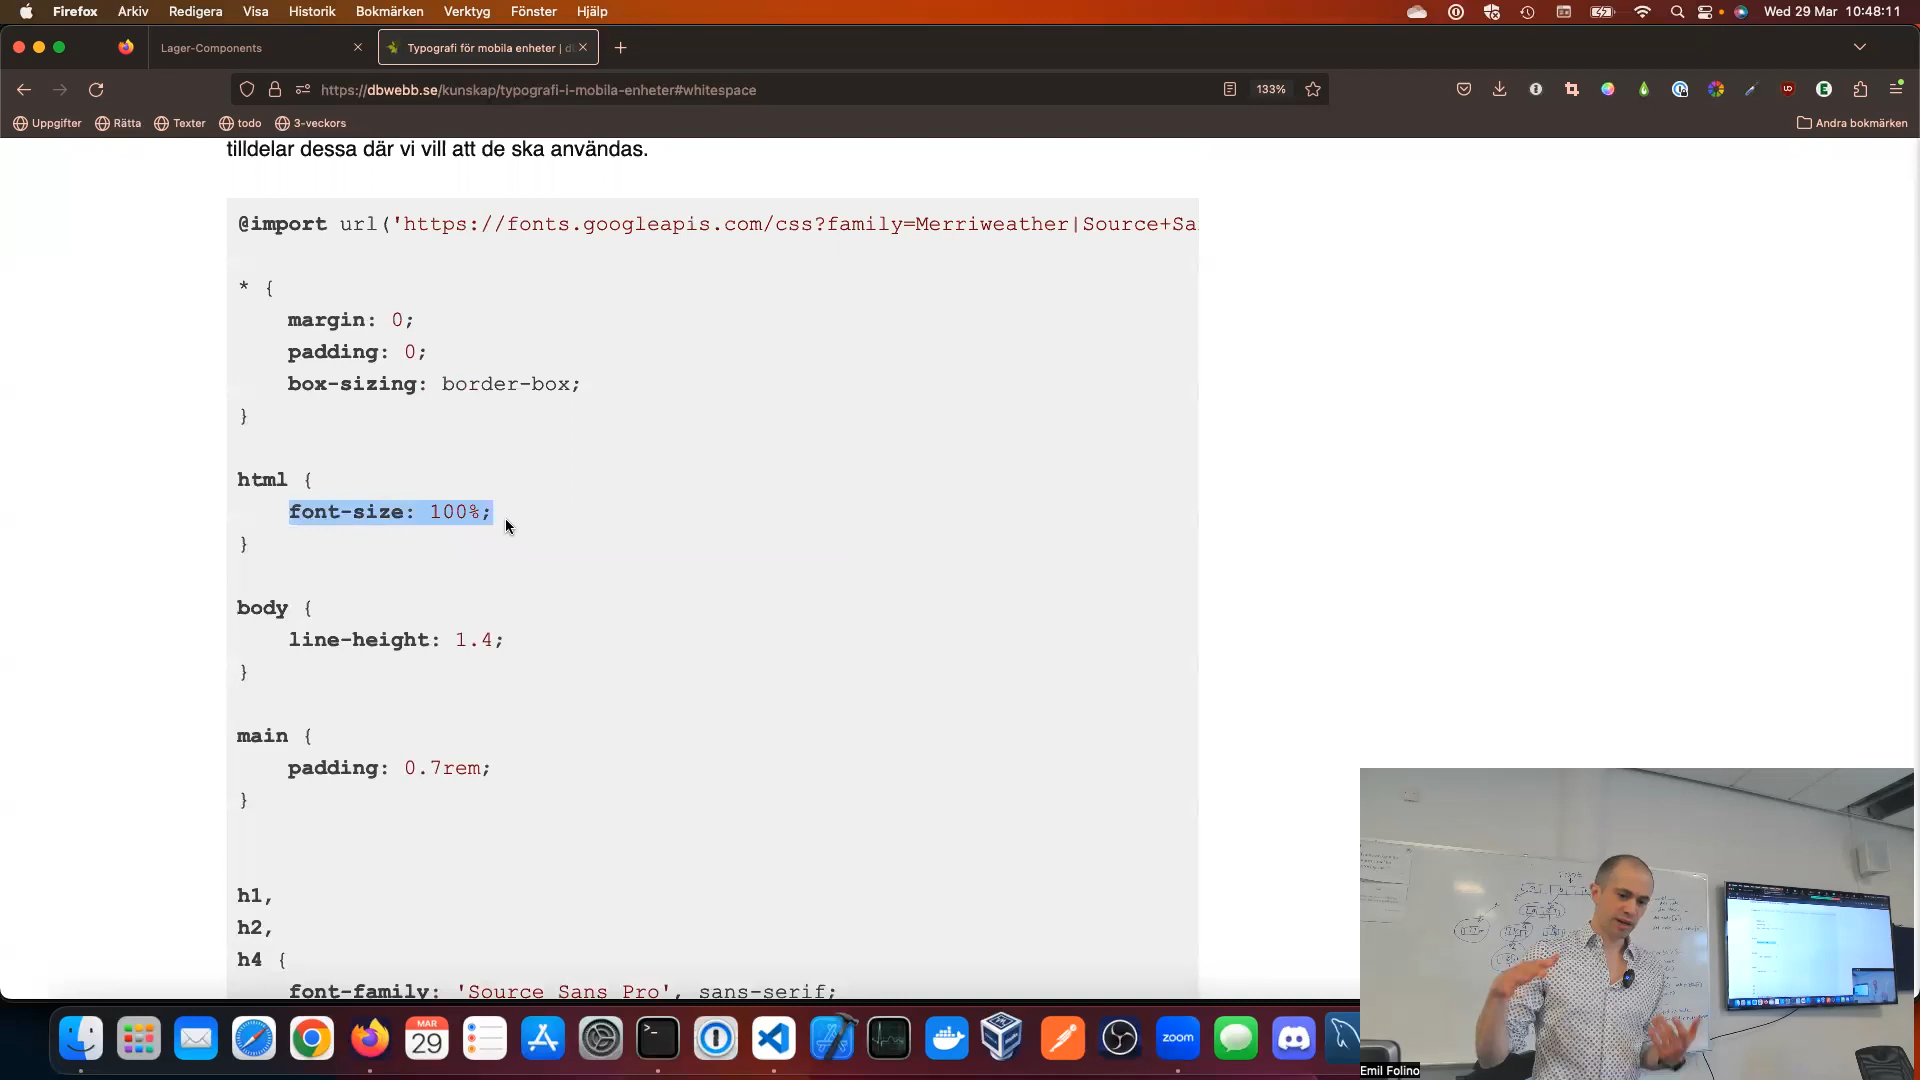 Firefox Arkiv Redigera Visa Historik Bokmärken Verktyg Fönster Hjälp Wed 29 Mar 10:48:11
Lager-Components
Typografi för mobila enheter | d
https://dbwebb.se/kunskap/typografi-i-mobila-enheter#whitespace 133%
Uppgifter Rätta Texter todo 3-veckors Andra bokmärken
tilldelar dessa där vi vill att de ska användas.
@import url('https://fonts.googleapis.com/css?family=Merriweather|Source+Sa
* {
margin: 0;
padding: 0;
box-sizing: border-box;
}
html {
font-size: 100%;
}
body {
line-height: 1.4;
}
main {
padding: 0.7rem;
}
h1,
h2,
h4 {
font-family: 'Source Sans Pro', sans-serif;
MAR
29
zoom
Emil Folino